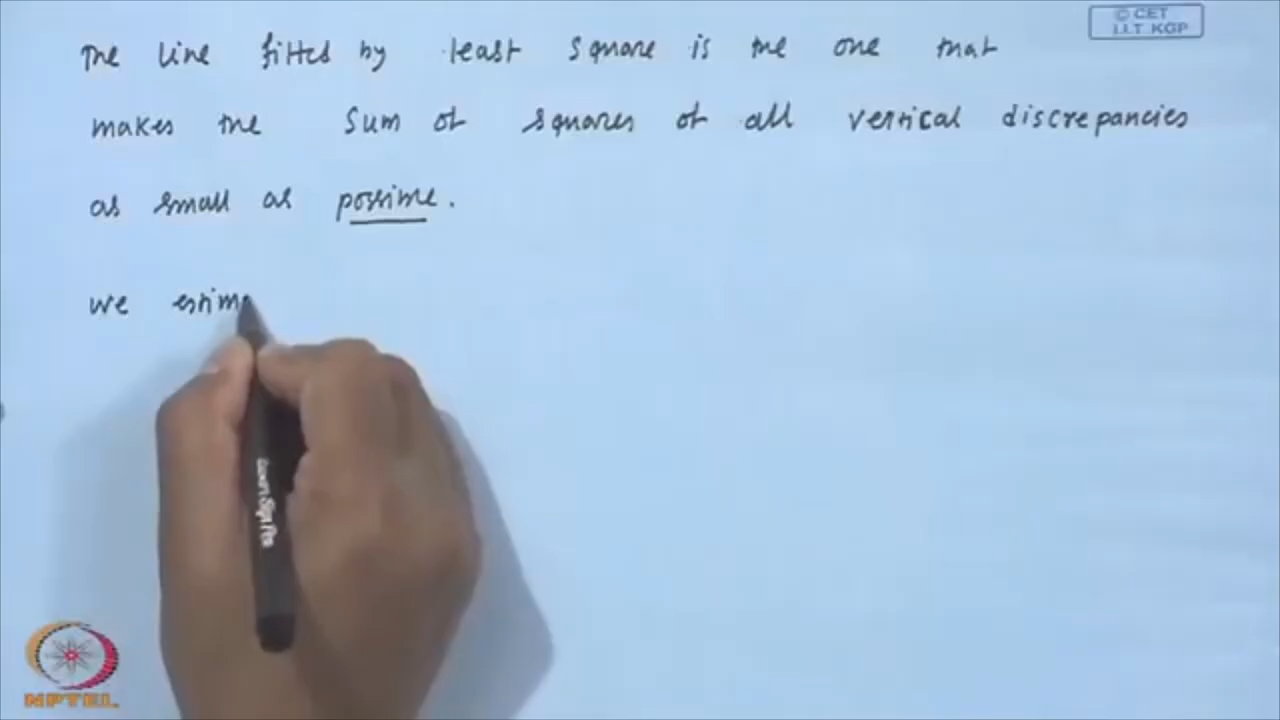 © CET
I.I.T. KGP
The line fitted by least square is the one that
makes the sum of squares of all vertical discrepancies
as small as possible.
we estima
NPTEL